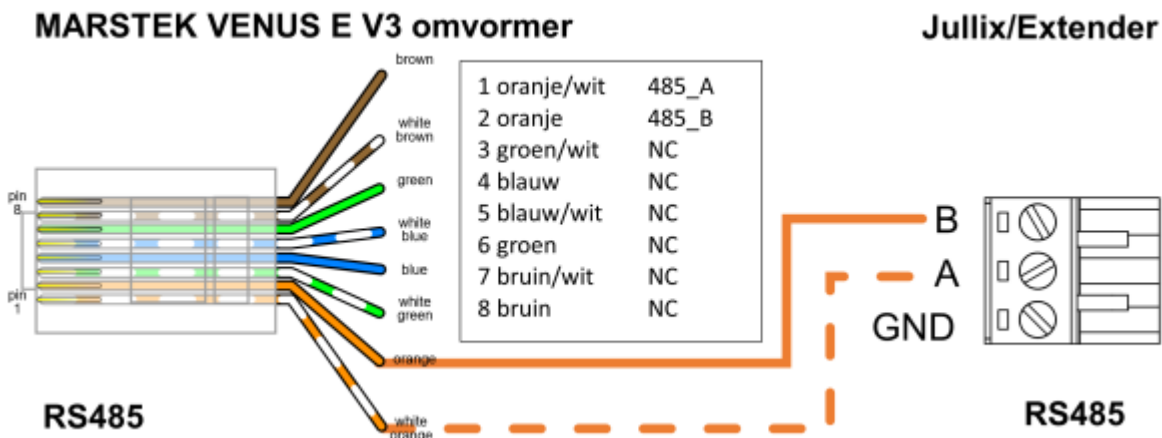 MARSTEK VENUS E V3 omvormer
Jullix/Extender
brown
white
brown
green
white
blue
blue
white
green
orange
white
orange
pin
8
pin
1
1 oranje/wit 485_A
2 oranje 485_B
3 groen/wit NC
4 blauw NC
5 blauw/wit NC
6 groen NC
7 bruin/wit NC
8 bruin NC
B
A
GND
RS485
RS485